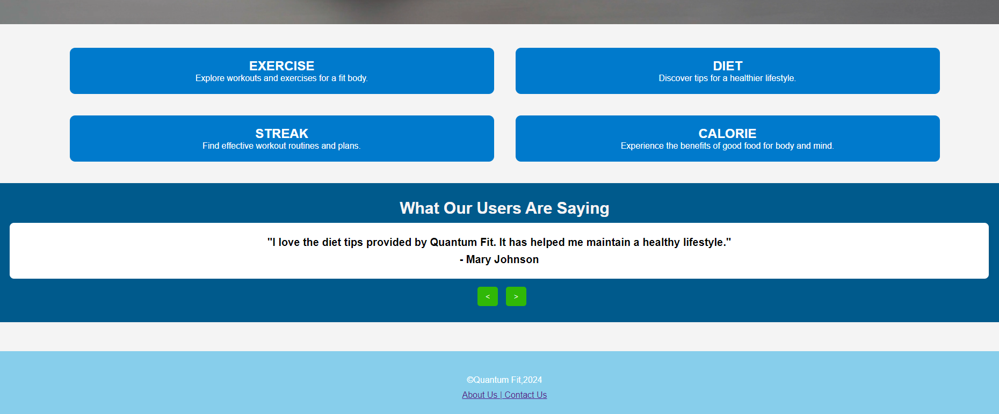 EXERCISE
Explore workouts and exercises for a fit body.
DIET
Discover tips for a healthier lifestyle.
STREAK
Find effective workout routines and plans.
CALORIE
Experience the benefits of good food for body and mind.
What Our Users Are Saying
"I love the diet tips provided by Quantum Fit. It has helped me maintain a healthy lifestyle."
- Mary Johnson
< >
©Quantum Fit,2024
About Us | Contact Us